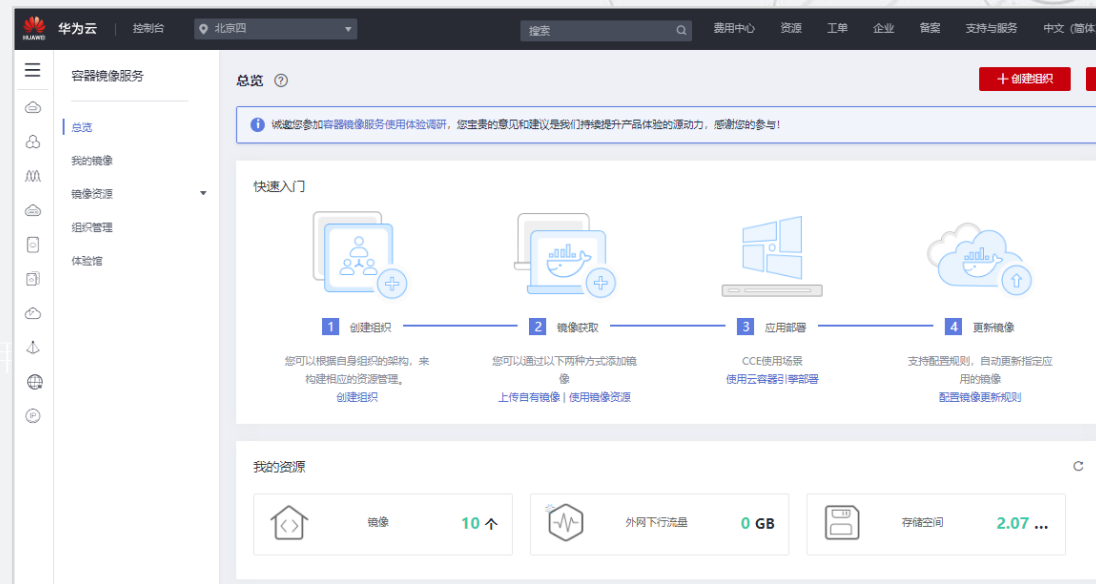 HUAWEI 华为云 控制台 北京四 搜索 费用中心 资源 工单 企业 备案 支持与服务 中文 (简体
容器镜像服务
总览
我的镜像
镜像资源
组织管理
体验馆
总览 ? 十创建组织
诚邀您参加容器镜像服务使用体验调研，您宝贵的意见和建议是我们持续提升产品体验的源动力，感谢您的参与！
快速入门
1 创建组织 2 镜像获取 3 应用部署 4 更新镜像
您可以根据自身组织的架构，来
构建相应的资源管理。
创建组织
您可以通过以下两种方式添加镜
像
上传自有镜像 | 使用镜像资源
CCE使用场景
使用云容器引擎部署
支持配置规则，自动更新指定应
用的镜像
配置镜像更新规则
我的资源
镜像 10 个 外网下行流量 0 GB 存储空间 2.07 ...